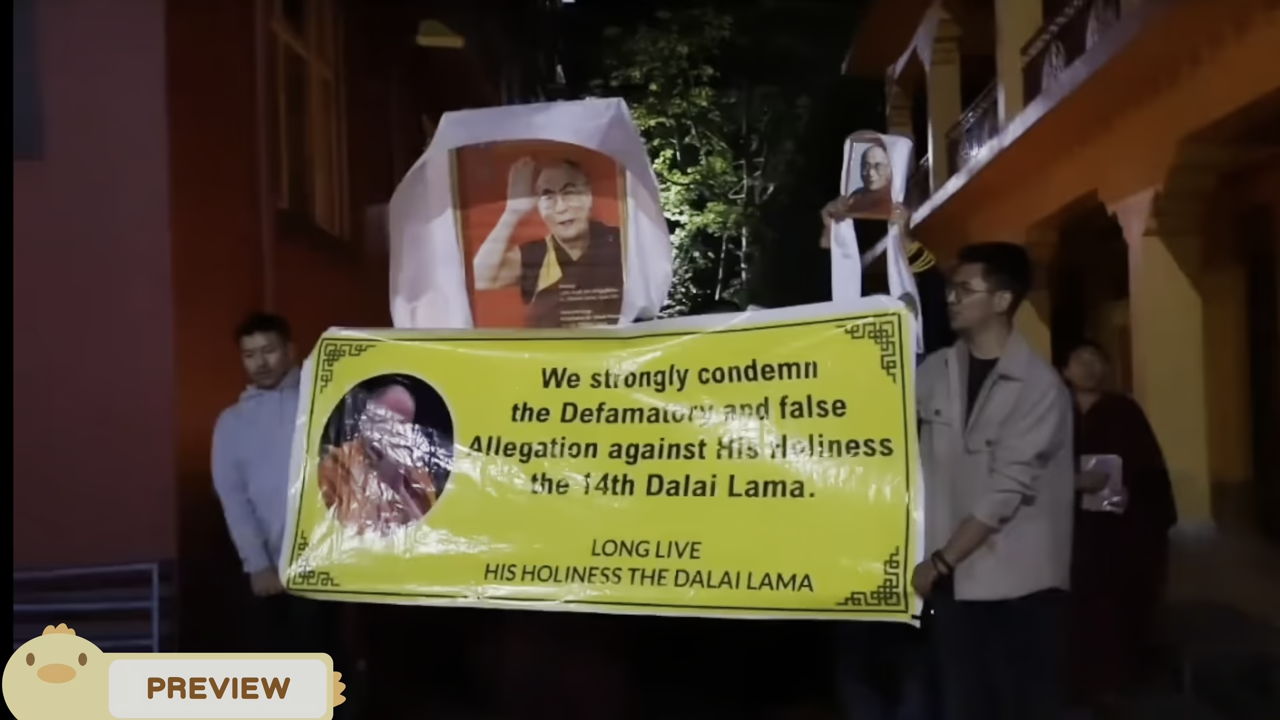 We strongly condemn
the Defamatory and false
Allegation against His Holiness
the 14th Dalai Lama.
LONG LIVE
HIS HOLINESS THE DALAI LAMA
PREVIEW